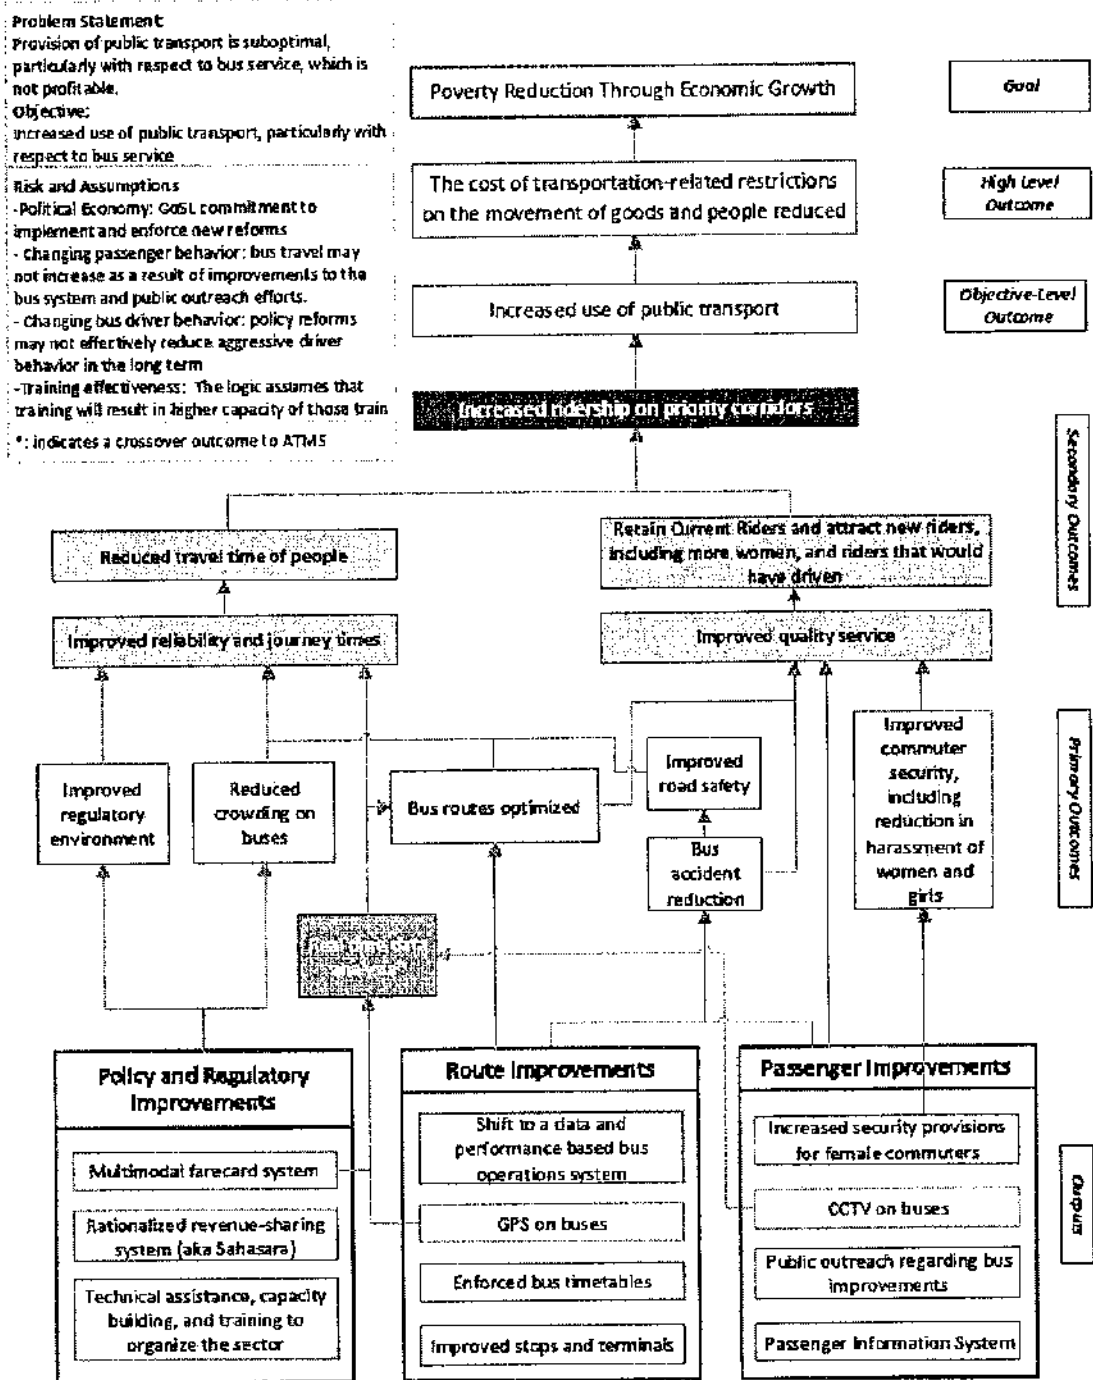 Problem Statement:
Provision of public transport is suboptimal,
particularly with respect to bus service, which is
not profitable.
Objective:
Increased use of public transport, particularly with
respect to bus service
Risk and Assumptions
-Political Economy: GoSL commitment to
implement and enforce new reforms
- Changing passenger behavior: bus travel may
not increase as a result of improvements to the
bus system and public outreach efforts.
- Changing bus driver behavior: policy reforms
may not effectively reduce aggressive driver
behavior in the long term
-Training effectiveness: The logic assumes that
training will result in higher capacity of those train
*: indicates a crossover outcome to ATMS
Poverty Reduction Through Economic Growth
Goal
The cost of transportation-related restrictions
on the movement of goods and people reduced
High Level
Outcome
Increased use of public transport
Objective-Level
Outcome
Increased ridership on priority corridors
Secondary Outcomes
Reduced travel time of people
Retain Current Riders and attract new riders,
including more women, and riders that would
have driven
Improved reliability and journey times
Improved quality service
Improved
regulatory
environment
Reduced
crowding on
buses
Bus routes optimized
Improved
road safety
Bus
accident
reduction
Improved
commuter
security,
including
reduction in
harassment of
women and
girls
Primary Outcomes
Policy and Regulatory
Improvements
Multimodal farecard system
Rationalized revenue-sharing
system (aka Sahasara)
Technical assistance, capacity
building, and training to
organize the sector
Route Improvements
Shift to a data and
performance based bus
operations system
GPS on buses
Enforced bus timetables
Improved stops and terminals
Passenger Improvements
Increased security provisions
for female commuters
CCTV on buses
Public outreach regarding bus
improvements
Passenger Information System
Outputs